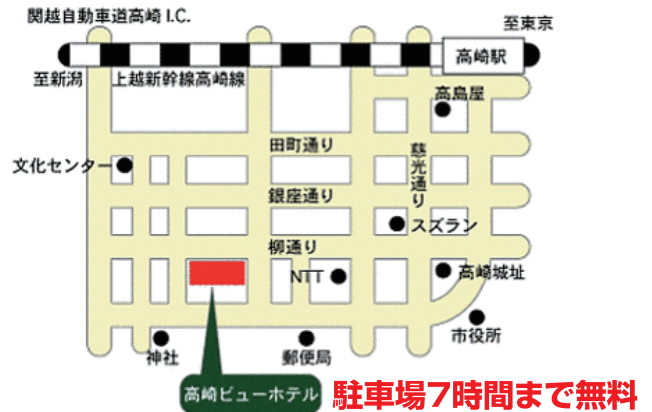 関越自動車道高崎 I.C.
至東京
高崎駅
至新潟
上越新幹線高崎線
高島屋
田町通り
慈光通り
文化センター
銀座通り
スズラン
柳通り
NTT
高崎城址
市役所
神社
郵便局
高崎ビューホテル
駐車場7時間まで無料